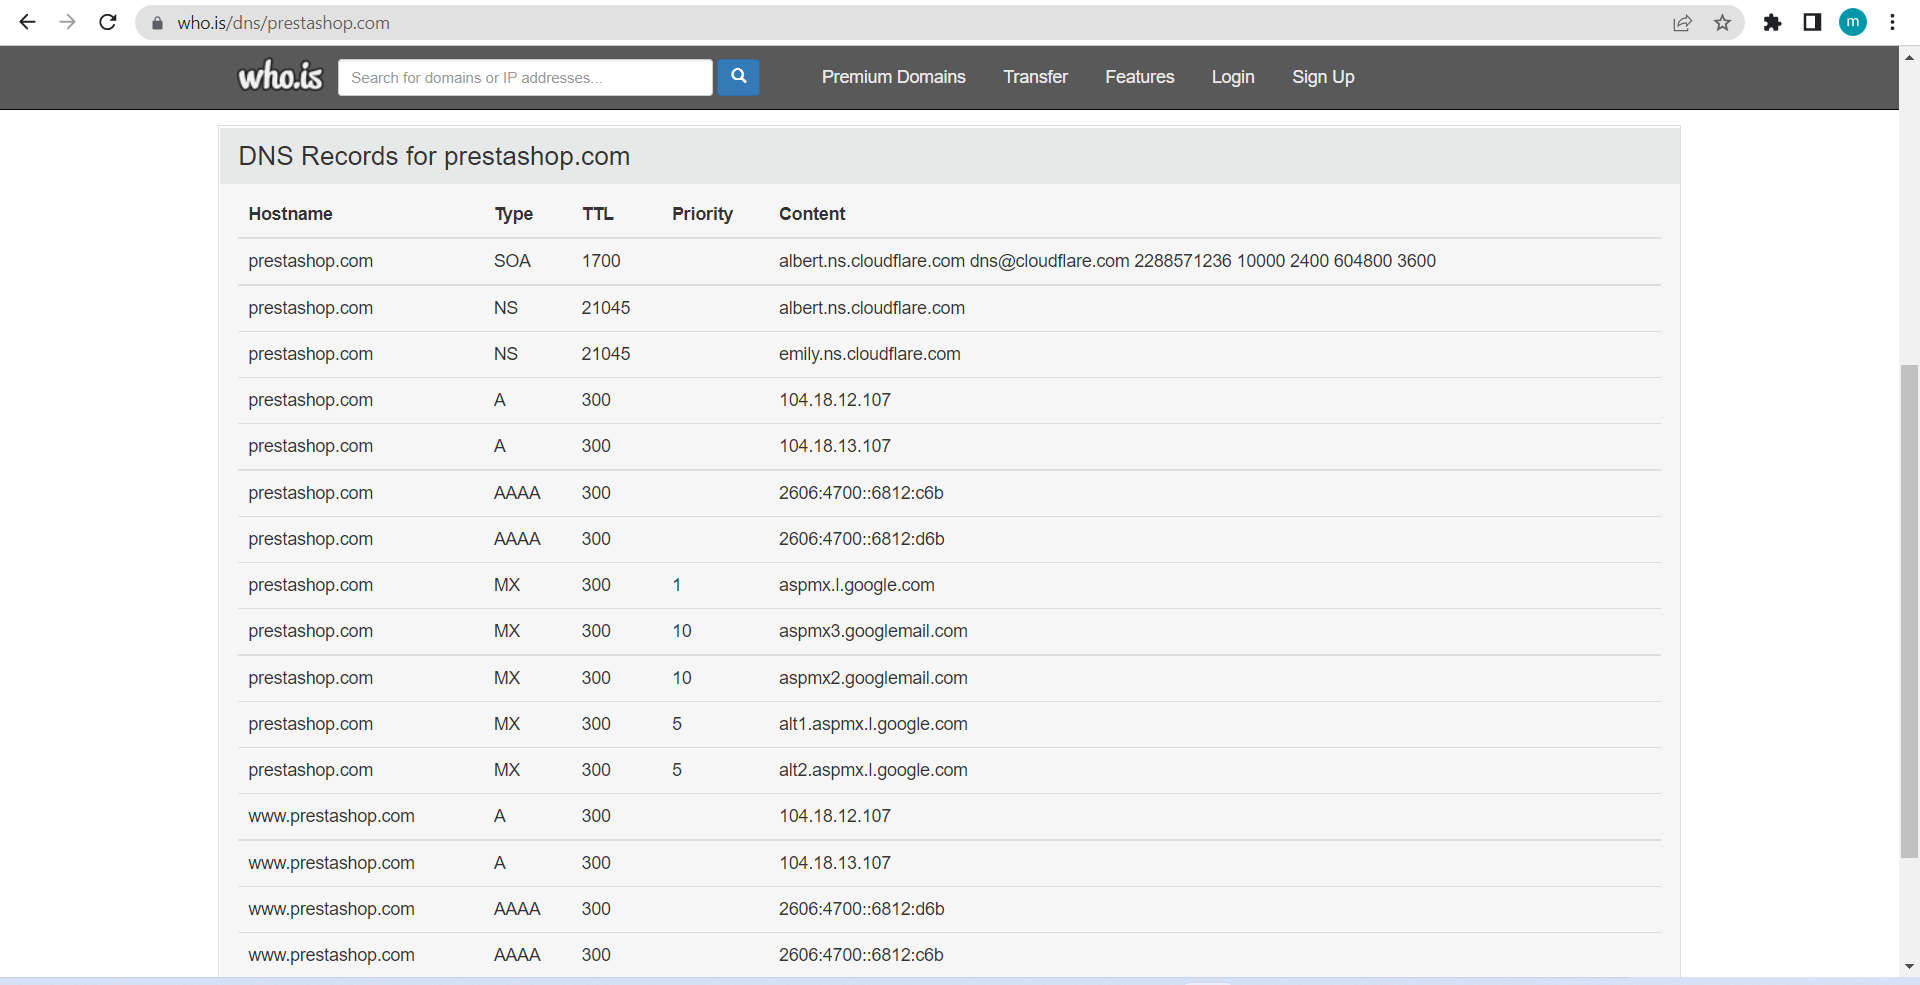 who.is/dns/prestashop.com
m
who.is Search for domains or IP addresses... Premium Domains Transfer Features Login Sign Up
DNS Records for prestashop.com
Hostname Type TTL Priority Content
prestashop.com SOA 1700 albert.ns.cloudflare.com dns@cloudflare.com 2288571236 10000 2400 604800 3600
prestashop.com NS 21045 albert.ns.cloudflare.com
prestashop.com NS 21045 emily.ns.cloudflare.com
prestashop.com A 300 104.18.12.107
prestashop.com A 300 104.18.13.107
prestashop.com AAAA 300 2606:4700::6812:c6b
prestashop.com AAAA 300 2606:4700::6812:d6b
prestashop.com MX 300 1 aspmx.l.google.com
prestashop.com MX 300 10 aspmx3.googlemail.com
prestashop.com MX 300 10 aspmx2.googlemail.com
prestashop.com MX 300 5 alt1.aspmx.l.google.com
prestashop.com MX 300 5 alt2.aspmx.l.google.com
www.prestashop.com A 300 104.18.12.107
www.prestashop.com A 300 104.18.13.107
www.prestashop.com AAAA 300 2606:4700::6812:d6b
www.prestashop.com AAAA 300 2606:4700::6812:c6b